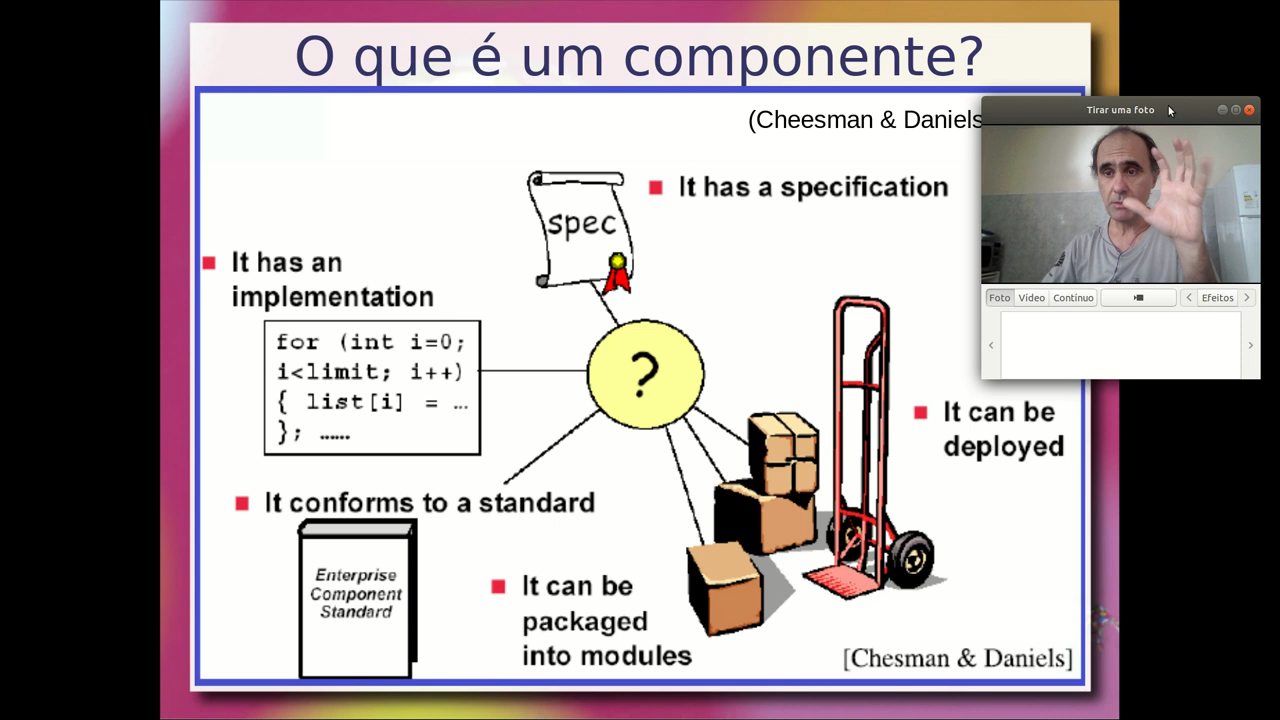 O que é um componente?
(Cheesman & Daniels
Tirar uma foto
It has a specification
spec
It has an
implementation
for (int i=0;
i<limit; i++)
{ list[i] = …
}; ……
?
Foto Vídeo Contínuo Efeitos
It can be
deployed
It conforms to a standard
Enterprise
Component
Standard
It can be
packaged
into modules
[Chesman & Daniels]